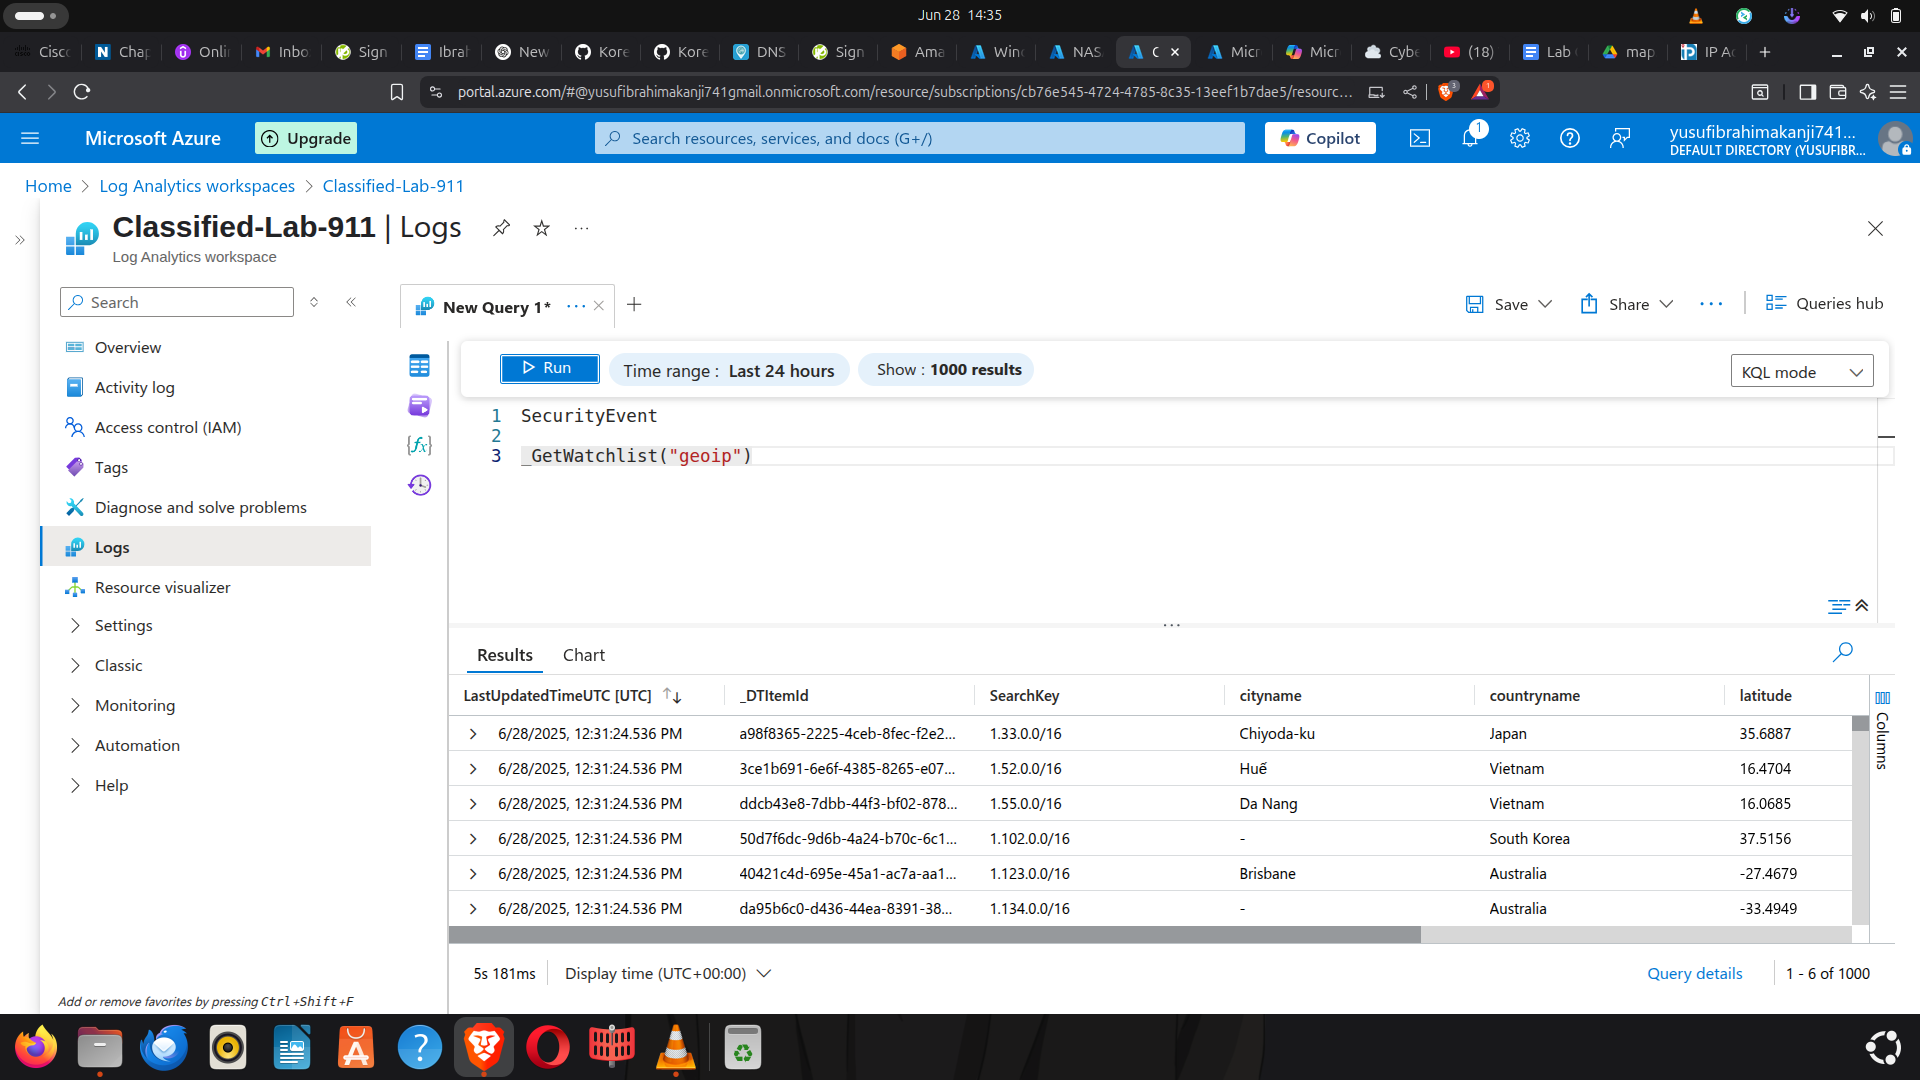 Jun 28 14:35
Cisco
Chap
Onli
Inbo
Sign
Ibrah
New
Kore
Kore
DNS
Sign
Ama
Wind
NAS
C
Micr
Micr
Cybe
(18)
Lab
map
IP Ac
portal.azure.com/#@yusufibrahimakanji741gmail.onmicrosoft.com/resource/subscriptions/cb76e545-4724-4785-8c35-13eef1b7dae5/resourc...
3
1
Microsoft Azure
Upgrade
Search resources, services, and docs (G+/)
Copilot
1
yusufibrahimakanji741...
DEFAULT DIRECTORY (YUSUFIBR...
Home > Log Analytics workspaces > Classified-Lab-911
Classified-Lab-911 | Logs
Log Analytics workspace
Search
Overview
Activity log
Access control (IAM)
Tags
Diagnose and solve problems
Logs
Resource visualizer
Settings
Classic
Monitoring
Automation
Help
Add or remove favorites by pressing Ctrl+Shift+F
New Query 1*
Save
Share
Queries hub
Run
Time range : Last 24 hours
Show : 1000 results
KQL mode
1 SecurityEvent
2
3 _GetWatchlist("geoip")
Results
Chart
LastUpdatedTimeUTC [UTC] _DTItemId SearchKey cityname countryname latitude
6/28/2025, 12:31:24.536 PM a98f8365-2225-4ceb-8fec-f2e2... 1.33.0.0/16 Chiyoda-ku Japan 35.6887
6/28/2025, 12:31:24.536 PM 3ce1b691-6e6f-4385-8265-e07... 1.52.0.0/16 Huế Vietnam 16.4704
6/28/2025, 12:31:24.536 PM ddcb43e8-7dbb-44f3-bf02-878... 1.55.0.0/16 Da Nang Vietnam 16.0685
6/28/2025, 12:31:24.536 PM 50d7f6dc-9d6b-4a24-b70c-6c1... 1.102.0.0/16 - South Korea 37.5156
6/28/2025, 12:31:24.536 PM 40421c4d-695e-45a1-ac7a-aa1... 1.123.0.0/16 Brisbane Australia -27.4679
6/28/2025, 12:31:24.536 PM da95b6c0-d436-44ea-8391-38... 1.134.0.0/16 - Australia -33.4949
Columns
5s 181ms
Display time (UTC+00:00)
Query details
1 - 6 of 1000